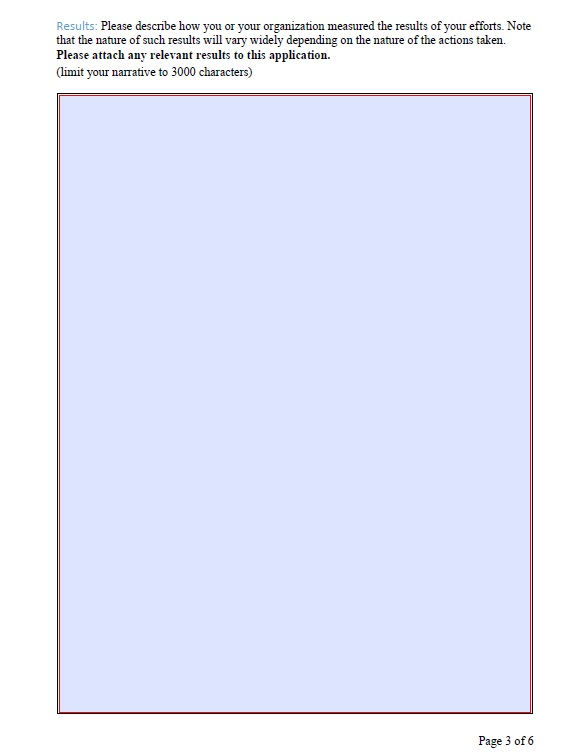 Results: Please describe how you or your organization measured the results of your efforts. Note
that the nature of such results will vary widely depending on the nature of the actions taken.
Please attach any relevant results to this application.
(limit your narrative to 3000 characters)
Page 3 of 6